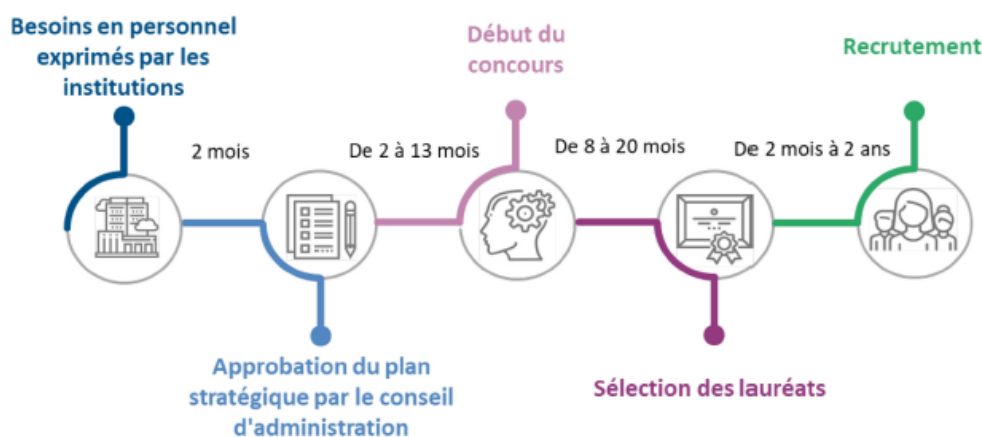 Besoins en personnel
exprimés par les
institutions
2 mois
Approbation du plan
stratégique par le conseil
d'administration
De 2 à 13 mois
Début du
concours
De 8 à 20 mois
Sélection des lauréats
De 2 mois à 2 ans
Recrutement